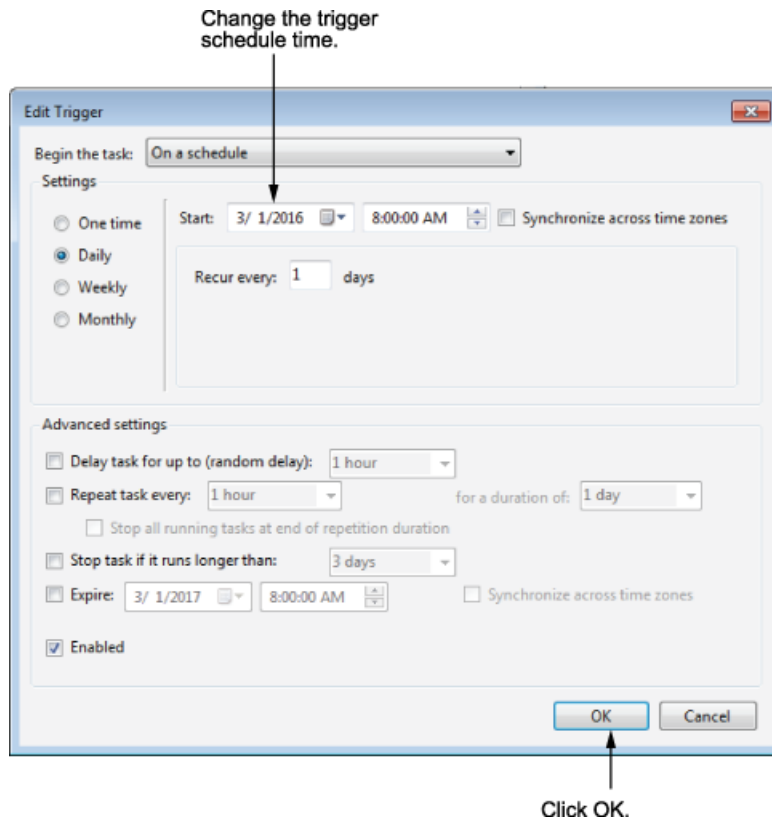 Change the trigger
schedule time.
Edit Trigger
Begin the task: On a schedule
Settings
One time
Start: 3/ 1/2016 8:00:00 AM Synchronize across time zones
Daily
Recur every: 1 days
Weekly
Monthly
Advanced settings
Delay task for up to (random delay): 1 hour
Repeat task every: 1 hour for a duration of: 1 day
Stop all running tasks at end of repetition duration
Stop task if it runs longer than: 3 days
Expire: 3/ 1/2017 8:00:00 AM Synchronize across time zones
Enabled
OK Cancel
Click OK.